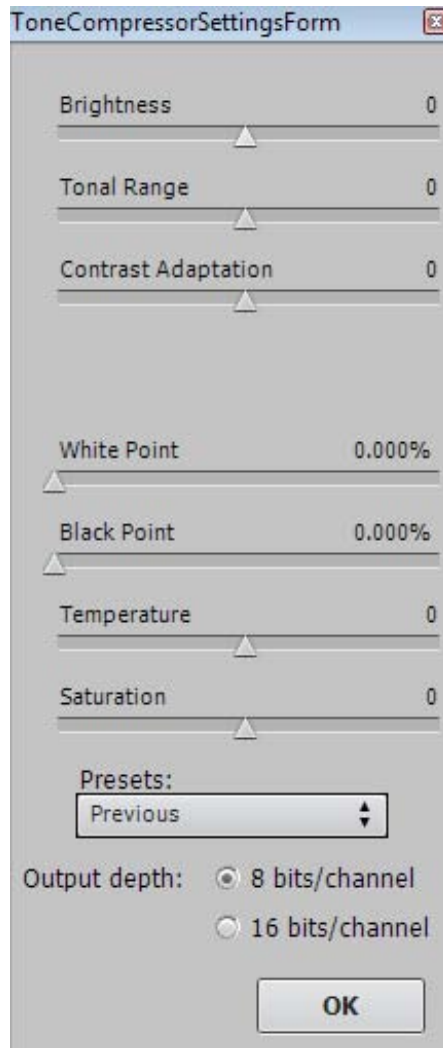 ToneCompressorSettingsForm
Brightness 0
Tonal Range 0
Contrast Adaptation 0
White Point 0.000%
Black Point 0.000%
Temperature 0
Saturation 0
Presets:
Previous
Output depth: 8 bits/channel
16 bits/channel
OK